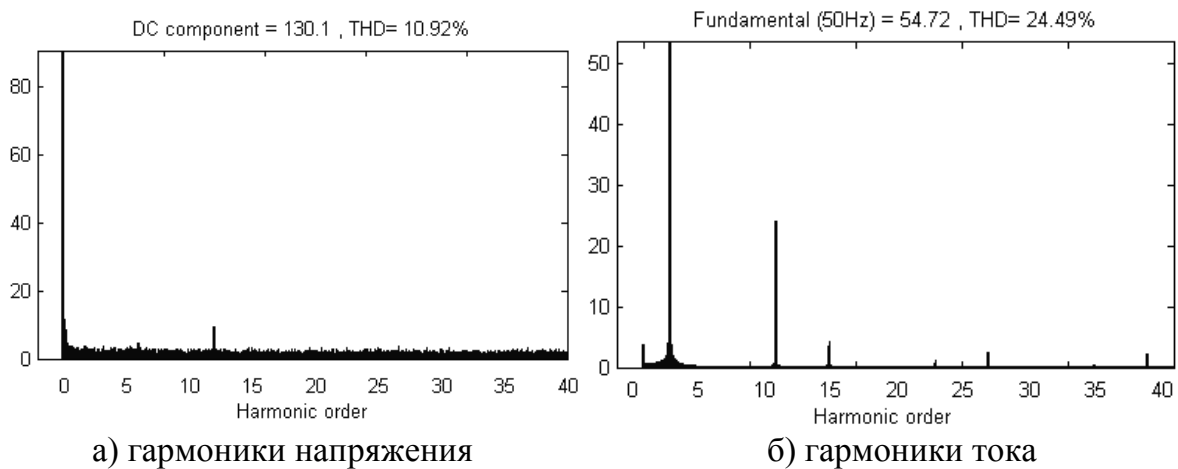 DC component = 130.1 , THD= 10.92%
80
60
40
20
0
0 5 10 15 20 25 30 35 40
Harmonic order
а) гармоники напряжения
Fundamental (50Hz) = 54.72 , THD= 24.49%
50
40
30
20
10
0
0 5 10 15 20 25 30 35 40
Harmonic order
б) гармоники тока